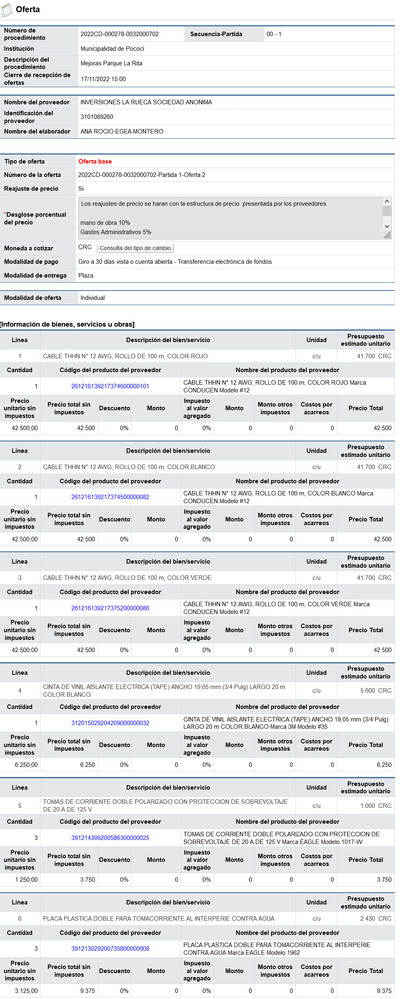 Oferta
Número de
procedimiento
2022CD-000278-0032000702
Secuencia-Partida
00 - 1
Institución
Municipalidad de Pococí
Descripción del
procedimiento
Mejoras Parque La Rita
Cierre de recepción de
ofertas
17/11/2022 15:00
Nombre del proveedor
INVERSIONES LA RUECA SOCIEDAD ANONIMA
Identificación del
proveedor
3101089260
Nombre del elaborador
ANA ROCIO EGEA MONTERO
Tipo de oferta
Oferta base
Número de la oferta
2022CD-000278-0032000702-Partida 1-Oferta 2
Reajuste de precio
Si
*Desglose porcentual
del precio
Los reajustes de precio se haran con la estructura de precio  presentada por los proveedores
mano de obra 10%
Gastos Administrativos 5%
Moneda a cotizar
CRC
Consulta del tipo de cambio
Modalidad de pago
Giro a 30 días vista o cuenta abierta - Transferencia electrónica de fondos
Modalidad de entrega
Plaza
Modalidad de oferta
Individual
[Información de bienes, servicios u obras]
Línea
Descripción del bien/servicio
Unidad
Presupuesto
estimado unitario
1
CABLE THHN N° 12 AWG, ROLLO DE 100 m, COLOR ROJO
c/u
41.700 CRC
Cantidad
Código del producto del proveedor
Nombre del producto del proveedor
1
261216139217374600000101
CABLE THHN N° 12 AWG, ROLLO DE 100 m, COLOR ROJO Marca
CONDUCEN Modelo #12
Precio
unitario sin
impuestos
Precio total sin
impuestos
Descuento
Monto
Impuesto
al valor
agregado
Monto
Monto otros
impuestos
Costos por
acarreos
Precio Total
42.500,00
42.500
0%
0
0%
0
0
0
42.500
Línea
Descripción del bien/servicio
Unidad
Presupuesto
estimado unitario
2
CABLE THHN N° 12 AWG, ROLLO DE 100 m, COLOR BLANCO
c/u
41.700 CRC
Cantidad
Código del producto del proveedor
Nombre del producto del proveedor
1
261216139217374500000082
CABLE THHN N° 12 AWG, ROLLO DE 100 m, COLOR BLANCO Marca
CONDUCEN Modelo #12
Precio
unitario sin
impuestos
Precio total sin
impuestos
Descuento
Monto
Impuesto
al valor
agregado
Monto
Monto otros
impuestos
Costos por
acarreos
Precio Total
42.500,00
42.500
0%
0
0%
0
0
0
42.500
Línea
Descripción del bien/servicio
Unidad
Presupuesto
estimado unitario
3
CABLE THHN N° 12 AWG, ROLLO DE 100 m, COLOR VERDE
c/u
41.700 CRC
Cantidad
Código del producto del proveedor
Nombre del producto del proveedor
1
261216139217375200000086
CABLE THHN N° 12 AWG, ROLLO DE 100 m, COLOR VERDE Marca
CONDUCEN Modelo #12
Precio
unitario sin
impuestos
Precio total sin
impuestos
Descuento
Monto
Impuesto
al valor
agregado
Monto
Monto otros
impuestos
Costos por
acarreos
Precio Total
42.500,00
42.500
0%
0
0%
0
0
0
42.500
Línea
Descripción del bien/servicio
Unidad
Presupuesto
estimado unitario
4
CINTA DE VINIL AISLANTE ELECTRICA (TAPE) ANCHO 19,05 mm (3/4 Pulg) LARGO 20 m
COLOR BLANCO
c/u
5.600 CRC
Cantidad
Código del producto del proveedor
Nombre del producto del proveedor
1
312015029204209000000032
CINTA DE VINIL AISLANTE ELECTRICA (TAPE) ANCHO 19,05 mm (3/4 Pulg)
LARGO 20 m COLOR BLANCO Marca 3M Modelo #35
Precio
unitario sin
impuestos
Precio total sin
impuestos
Descuento
Monto
Impuesto
al valor
agregado
Monto
Monto otros
impuestos
Costos por
acarreos
Precio Total
6.250,00
6.250
0%
0
0%
0
0
0
6.250
Línea
Descripción del bien/servicio
Unidad
Presupuesto
estimado unitario
5
TOMAS DE CORRIENTE DOBLE POLARIZADO CON PROTECCION DE SOBREVOLTAJE
DE 20 A DE 125 V
c/u
1.000 CRC
Cantidad
Código del producto del proveedor
Nombre del producto del proveedor
3
391214399200586300000025
TOMAS DE CORRIENTE DOBLE POLARIZADO CON PROTECCION DE
SOBREVOLTAJE DE 20 A DE 125 V Marca EAGLE Modelo 1017-W
Precio
unitario sin
impuestos
Precio total sin
impuestos
Descuento
Monto
Impuesto
al valor
agregado
Monto
Monto otros
impuestos
Costos por
acarreos
Precio Total
1.250,00
3.750
0%
0
0%
0
0
0
3.750
Línea
Descripción del bien/servicio
Unidad
Presupuesto
estimado unitario
6
PLACA PLASTICA DOBLE PARA TOMACORRIENTE AL INTERPERIE CONTRA AGUA
c/u
2.430 CRC
Cantidad
Código del producto del proveedor
Nombre del producto del proveedor
3
391213029200735800000008
PLACA PLASTICA DOBLE PARA TOMACORRIENTE AL INTERPERIE
CONTRA AGUA Marca EAGLE Modelo 1962
Precio
unitario sin
impuestos
Precio total sin
impuestos
Descuento
Monto
Impuesto
al valor
agregado
Monto
Monto otros
impuestos
Costos por
acarreos
Precio Total
3.125,00
9.375
0%
0
0%
0
0
0
9.375